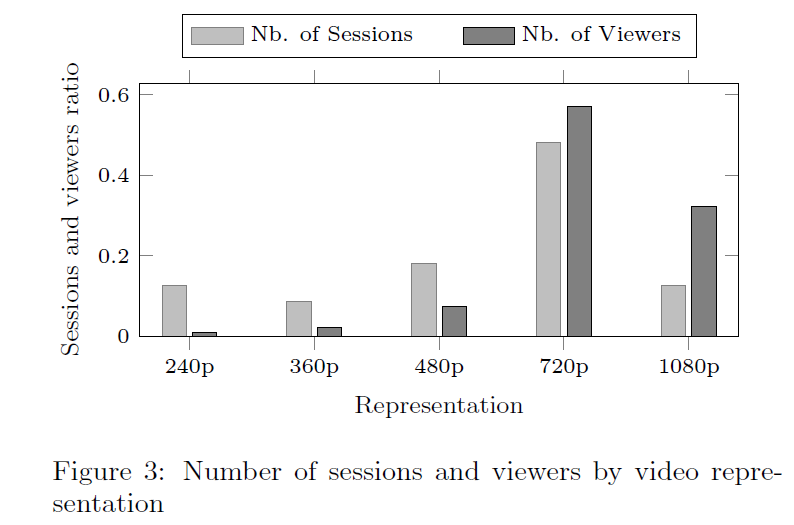 Nb. of Sessions Nb. of Viewers
Sessions and viewers ratio
0.6
0.4
0.2
0
240p 360p 480p 720p 1080p
Representation
Figure 3: Number of sessions and viewers by video repre-
sentation